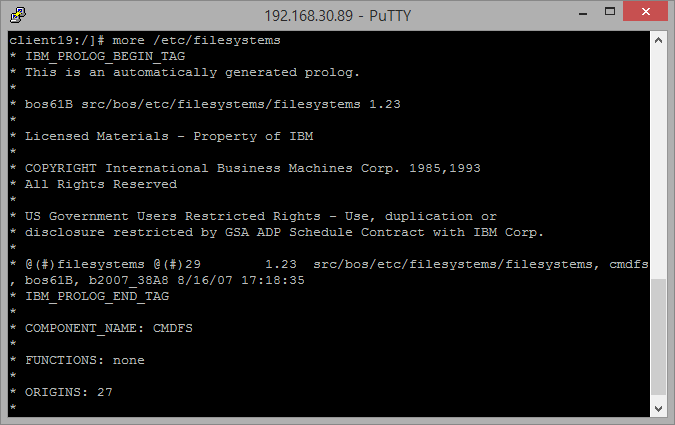 192.168.30.89 - PuTTY
client19:/]# more /etc/filesystems
* IBM_PROLOG_BEGIN_TAG
* This is an automatically generated prolog.
*
* bos61B src/bos/etc/filesystems/filesystems 1.23
*
* Licensed Materials - Property of IBM
*
* COPYRIGHT International Business Machines Corp. 1985,1993
* All Rights Reserved
*
* US Government Users Restricted Rights - Use, duplication or
* disclosure restricted by GSA ADP Schedule Contract with IBM Corp.
*
* @(#)filesystems @(#)29        1.23  src/bos/etc/filesystems/filesystems, cmdfs
, bos61B, b2007_38A8 8/16/07 17:18:35
* IBM_PROLOG_END_TAG
*
* COMPONENT_NAME: CMDFS
*
* FUNCTIONS: none
*
* ORIGINS: 27
*